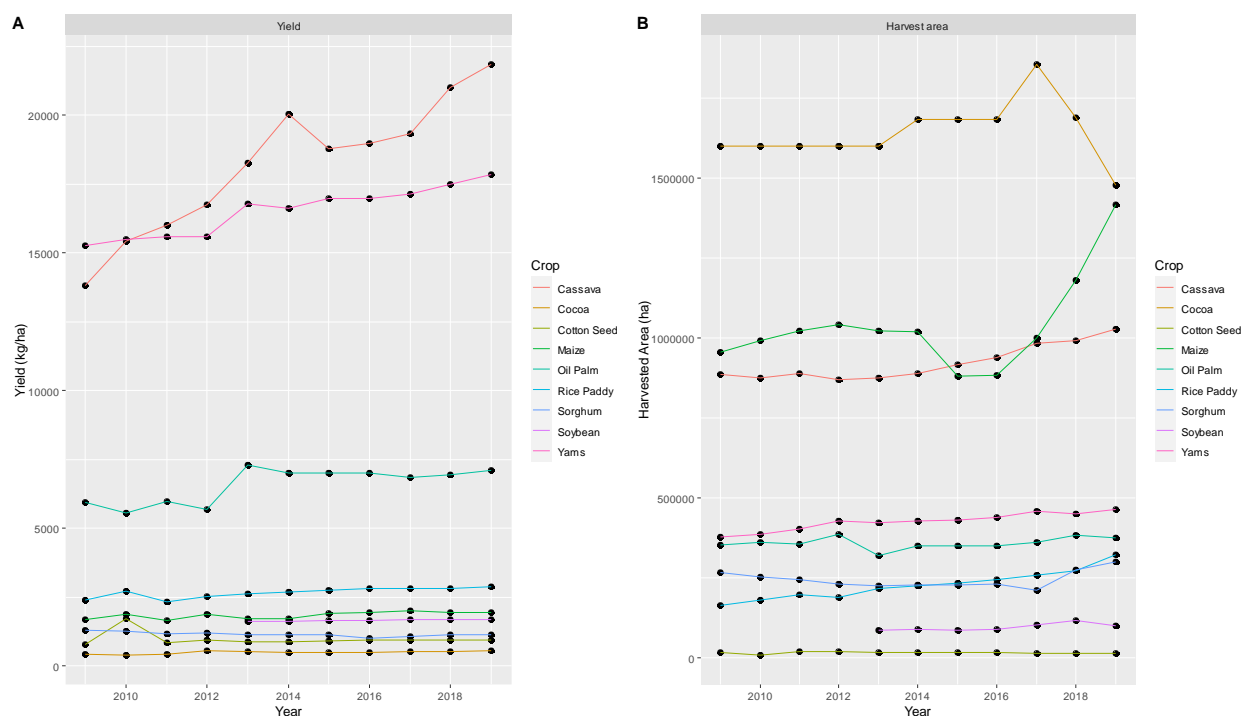 A
Yield
Yield (kg/ha)
20000
15000
10000
5000
0
2010 2012 2014 2016 2018
Year
Crop
Cassava
Cocoa
Cotton Seed
Maize
Oil Palm
Rice Paddy
Sorghum
Soybean
Yams
B
Harvest area
Harvested Area (ha)
1500000
1000000
500000
0
2010 2012 2014 2016 2018
Year
Crop
Cassava
Cocoa
Cotton Seed
Maize
Oil Palm
Rice Paddy
Sorghum
Soybean
Yams